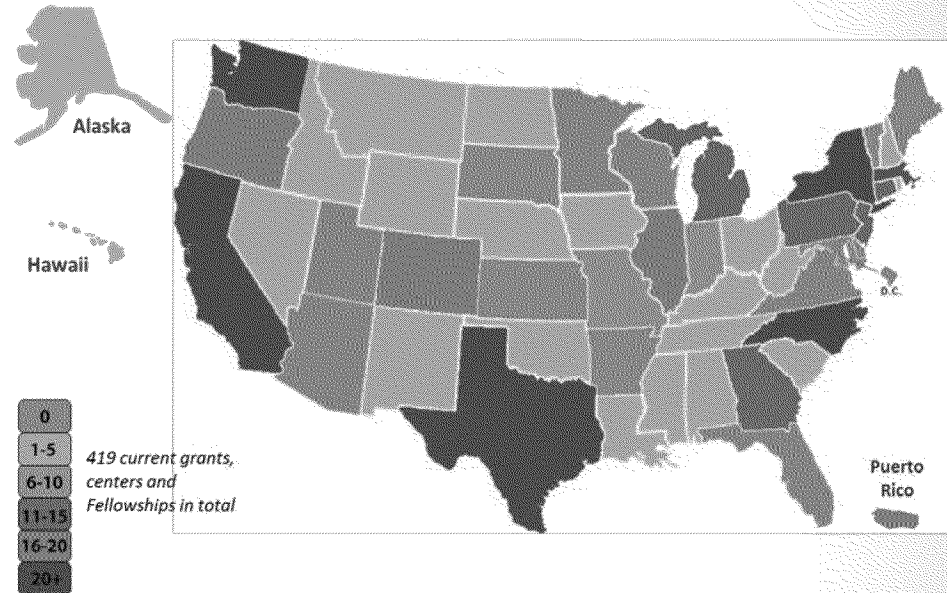 Alaska
Hawaii
0
1-5
6-10
11-15
16-20
20+
419 current grants,
centers and
Fellowships in total
D.C.
Puerto
Rico